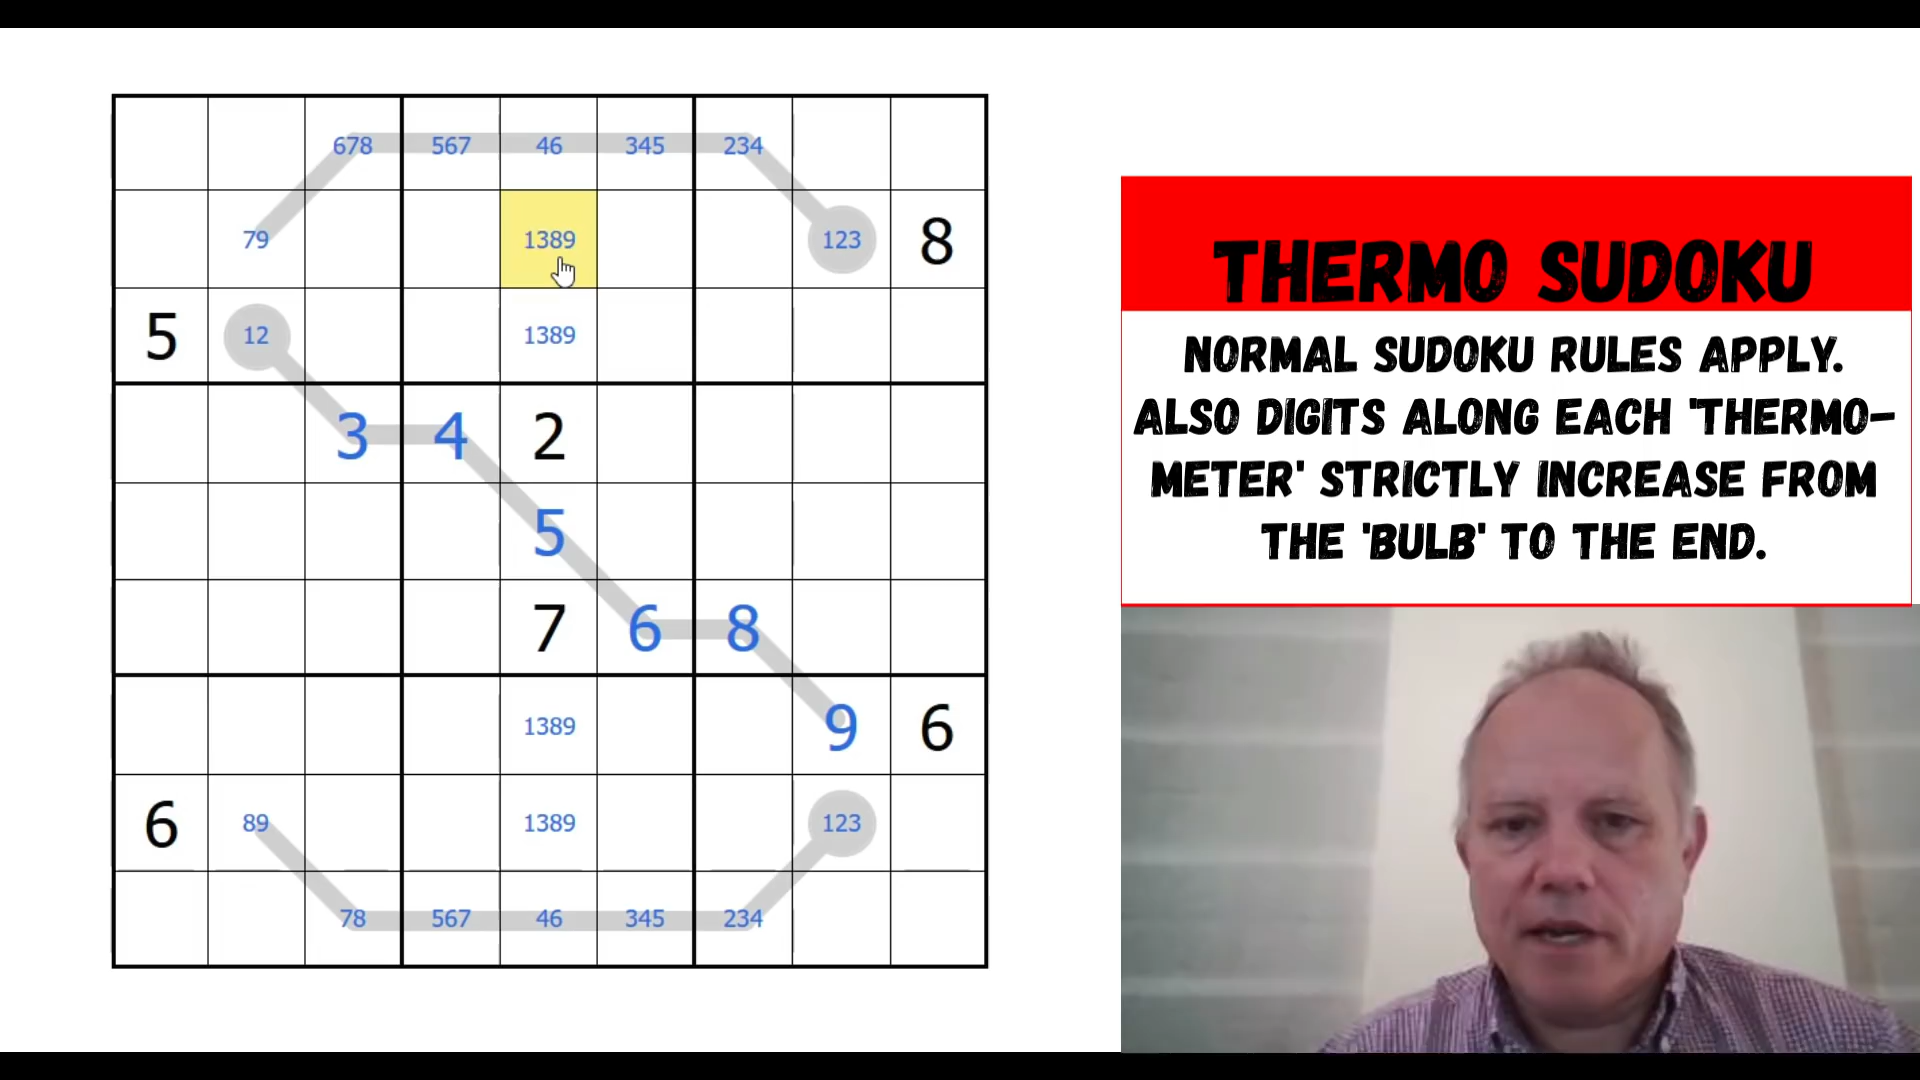 678 567 46 345 234
79 1389 123 8
5 12 1389
3 4 2
5
7 6 8
1389 9 6
6 89 1389 123
78 567 46 345 234
THERMO SUDOKU
NORMAL SUDOKU RULES APPLY.
ALSO DIGITS ALONG EACH 'THERMO-
METER' STRICTLY INCREASE FROM
THE 'BULB' TO THE END.